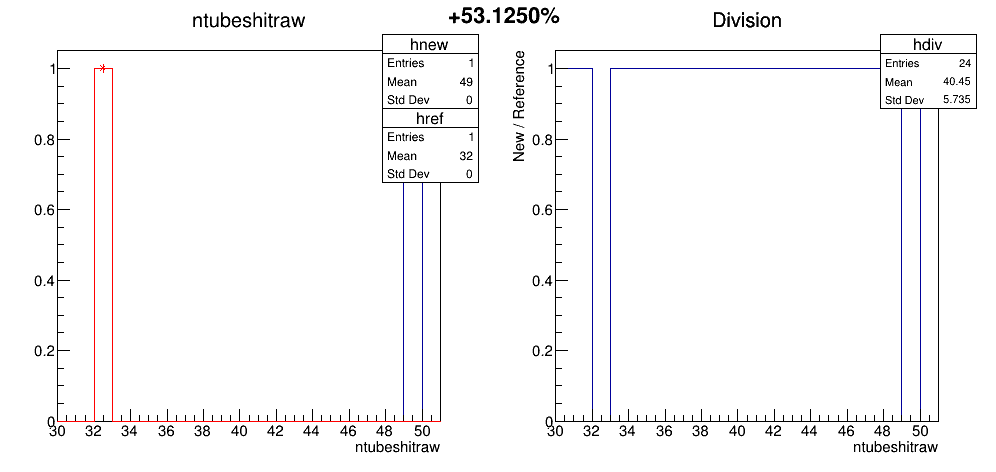 +53.1250%
ntubeshitraw
hnew
Entries 1
Mean 49
Std Dev 0
href
Entries 1
Mean 32
Std Dev 0
1
0.8
0.6
0.4
0.2
0
30 32 34 36 38 40 42 44 46 48 50
ntubeshitraw
Division
hdiv
Entries 24
Mean 40.45
Std Dev 5.735
New / Reference
1
0.8
0.6
0.4
0.2
0
30 32 34 36 38 40 42 44 46 48 50
ntubeshitraw